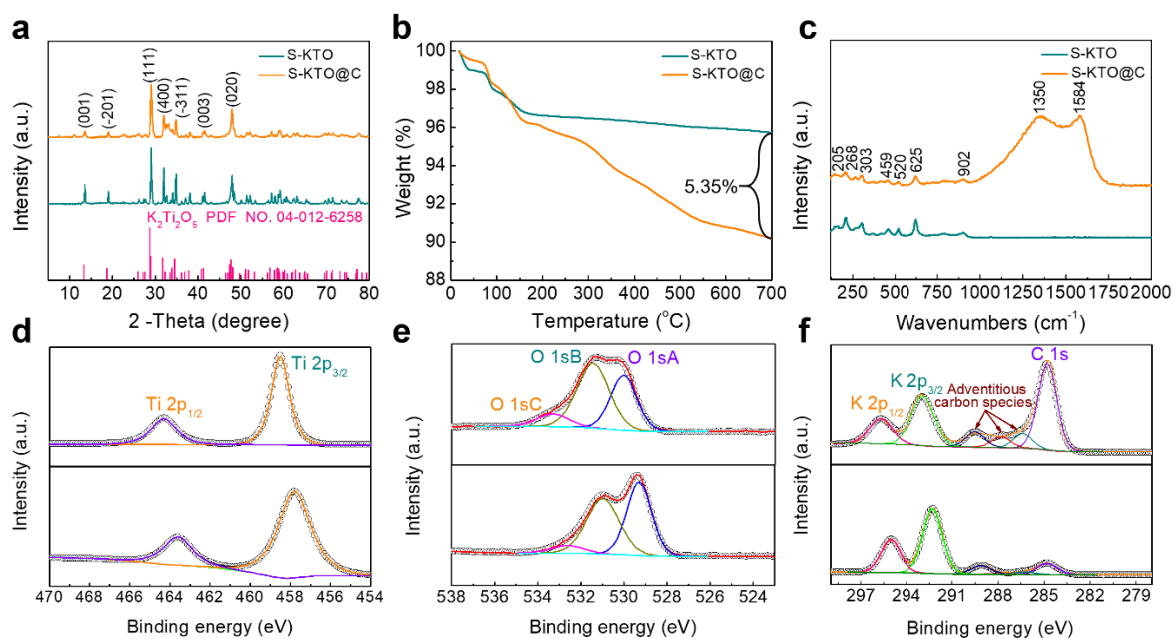 a
S-KTO
S-KTO@C
(001)
(-201)
(111)
(400)
(-311)
(003)
(020)
K2Ti2O5 PDF NO. 04-012-6258
Intensity (a.u.)
10 20 30 40 50 60 70 80
2 -Theta (degree)
b
S-KTO
S-KTO@C
100
98
96
94
92
90
88
5.35%
Weight (%)
0 100 200 300 400 500 600 700
Temperature (oC)
c
S-KTO
S-KTO@C
205
268
303
459
520
625
902
1350
1584
Intensity (a.u.)
250 500 750 1000 1250 1500 1750 2000
Wavenumbers (cm-1)
d
Ti 2p3/2
Ti 2p1/2
Intensity (a.u.)
470 468 466 464 462 460 458 456 454
Binding energy (eV)
e
O 1sB
O 1sA
O 1sC
Intensity (a.u.)
538 535 533 530 528 525 523
Binding energy (eV)
f
C 1s
K 2p3/2
Adventitious
carbon species
K 2p1/2
Intensity (a.u.)
297 294 291 288 285 282 279
Binding energy (eV)